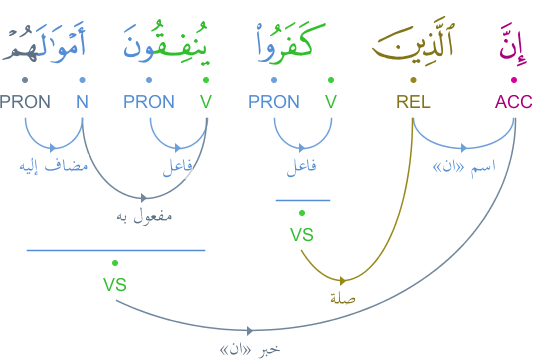 إِنَّ ٱلَّذِينَ كَفَرُوا۟ يُنفِقُونَ أَمْوَٰلَهُمْ
PRON N PRON V PRON V REL ACC
مضاف إليه فاعل فاعل اسم «ان»
مفعول به
VS
VS
صلة
خبر «ان»